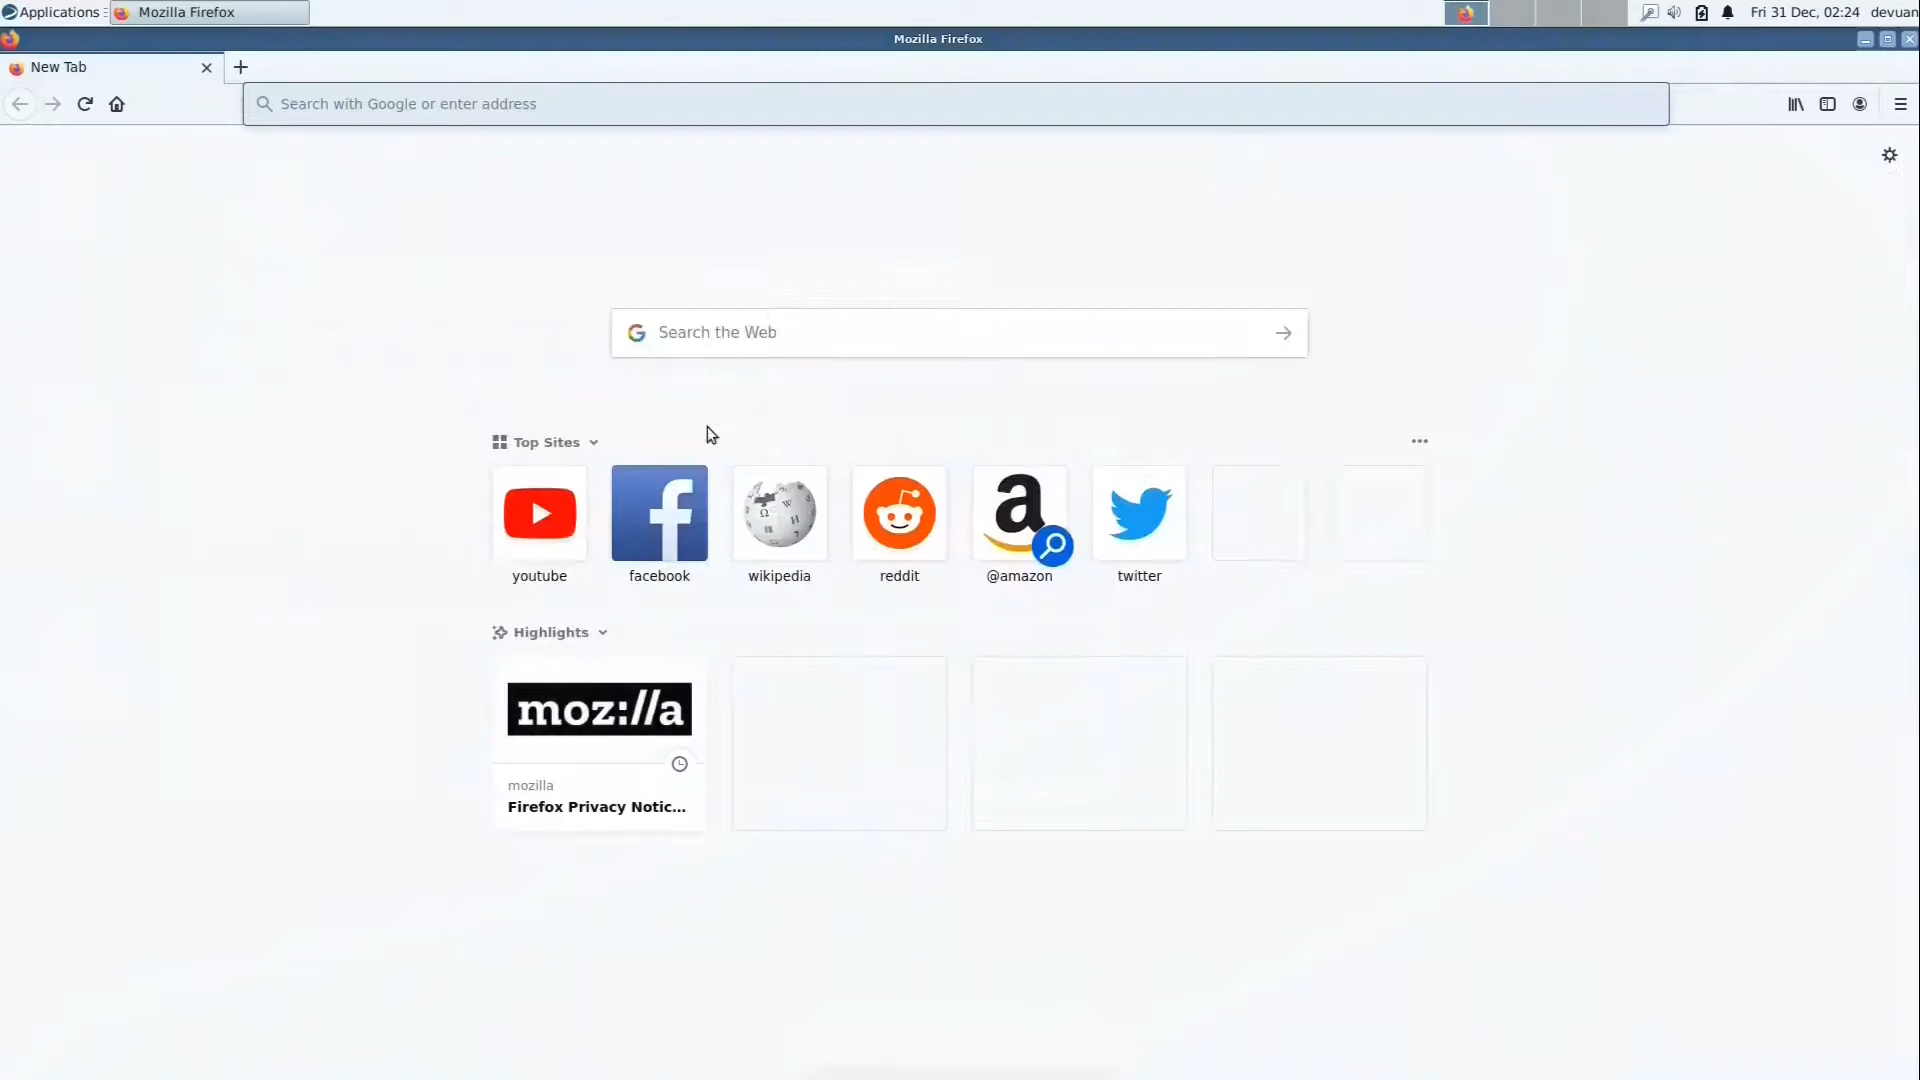 Applications
Mozilla Firefox
Fri 31 Dec, 02:24
devuan
Mozilla Firefox
New Tab
Search with Google or enter address
Search the Web
Top Sites
youtube
facebook
wikipedia
reddit
@amazon
twitter
Highlights
moz://a
mozilla
Firefox Privacy Notic...